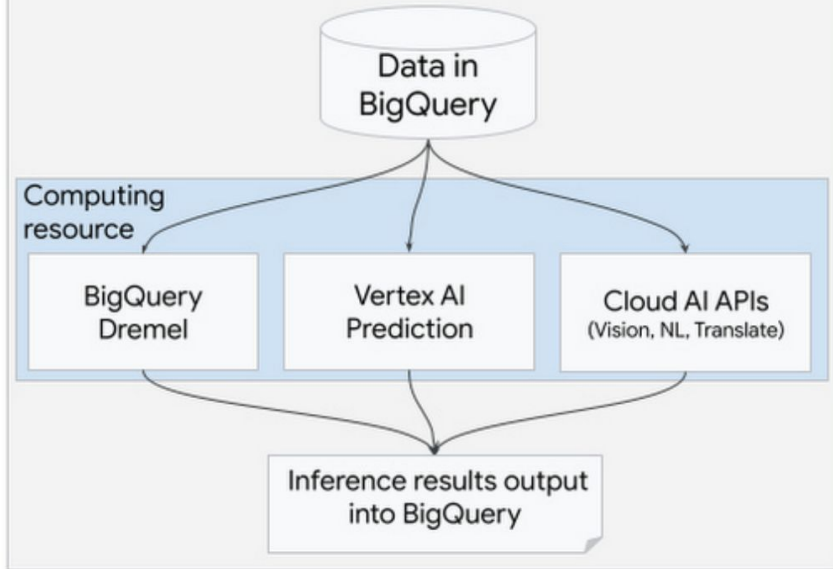 Data in
BigQuery
Computing
resource
BigQuery
Dremel
Vertex AI
Prediction
Cloud AI APIs
(Vision, NL, Translate)
Inference results output
into BigQuery